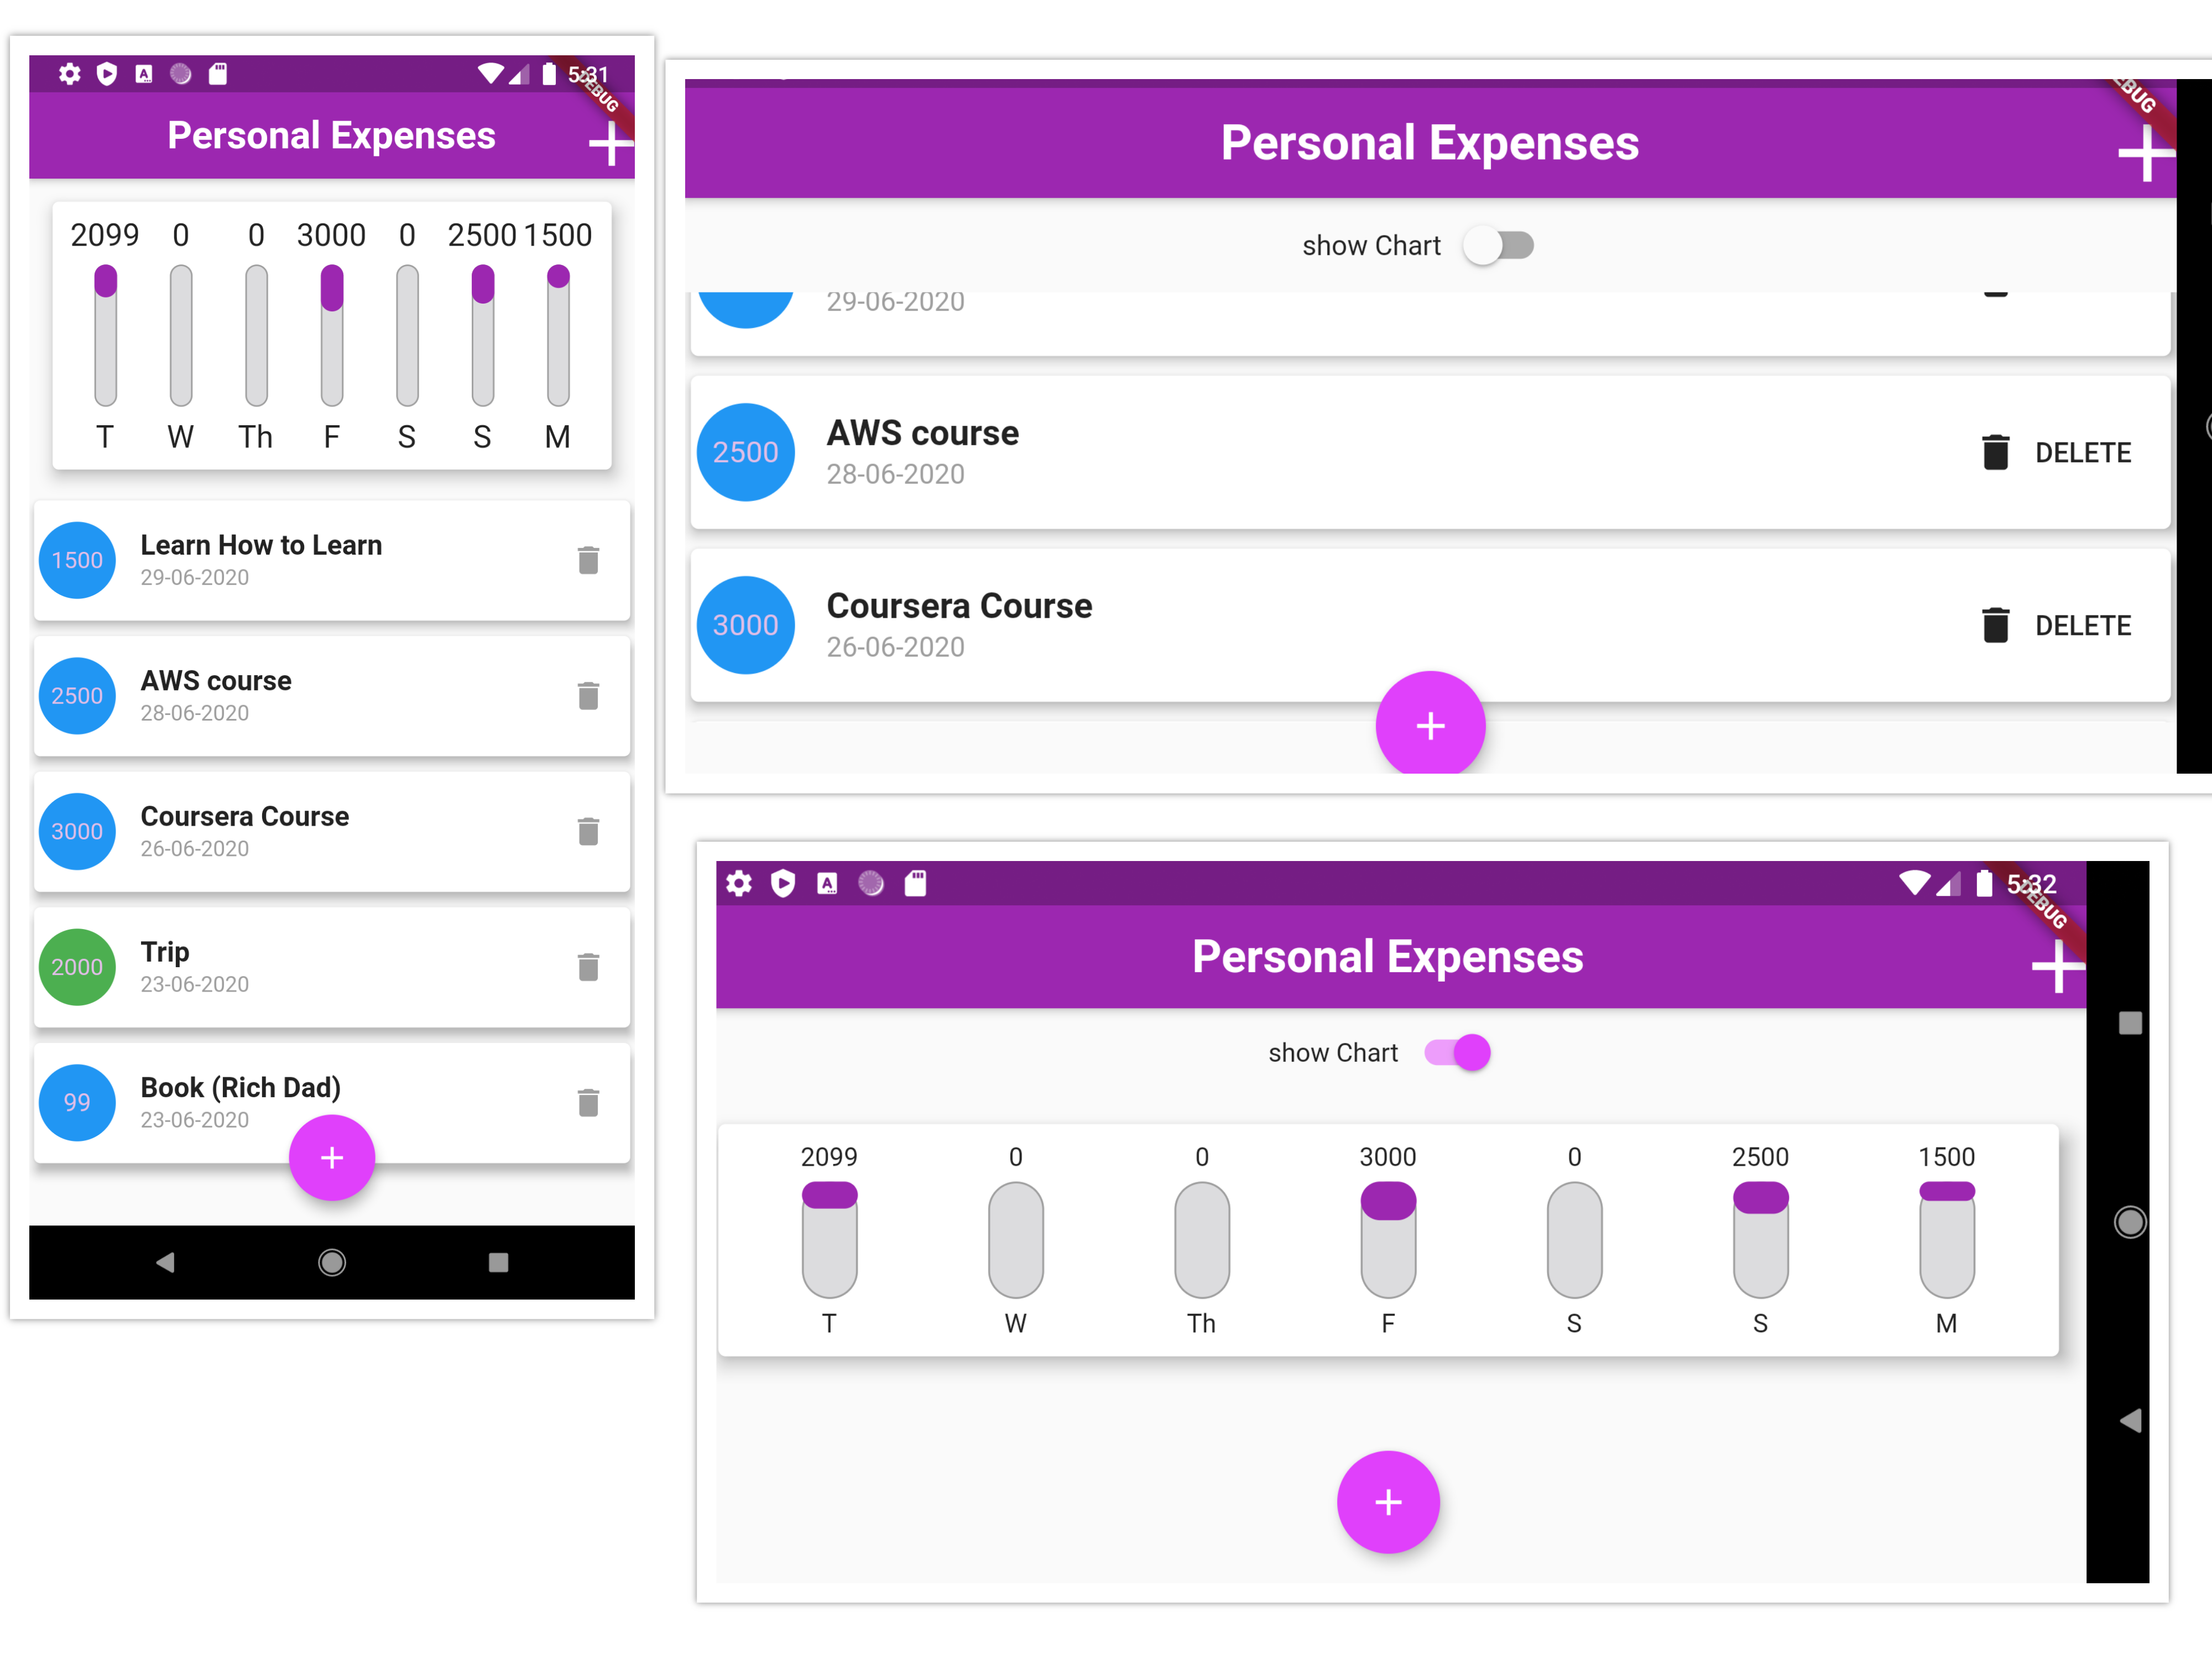 5:31
DEBUG
Personal Expenses
2099 0 0 3000 0 2500 1500
T W Th F S S M
1500 Learn How to Learn
29-06-2020
2500 AWS course
28-06-2020
3000 Coursera Course
26-06-2020
2000 Trip
23-06-2020
99 Book (Rich Dad)
23-06-2020
EBUG
Personal Expenses
show Chart
29-06-2020
2500 AWS course DELETE
28-06-2020
3000 Coursera Course DELETE
26-06-2020
5:32
DEBUG
Personal Expenses
show Chart
2099 0 0 3000 0 2500 1500
T W Th F S S M